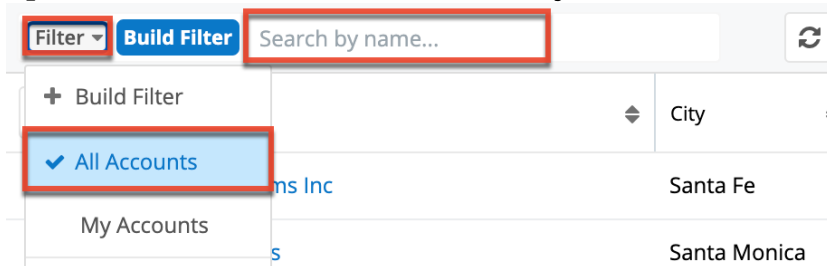 Filter Build Filter Search by name...
Build Filter
City
All Accounts
ms Inc Santa Fe
My Accounts
s Santa Monica